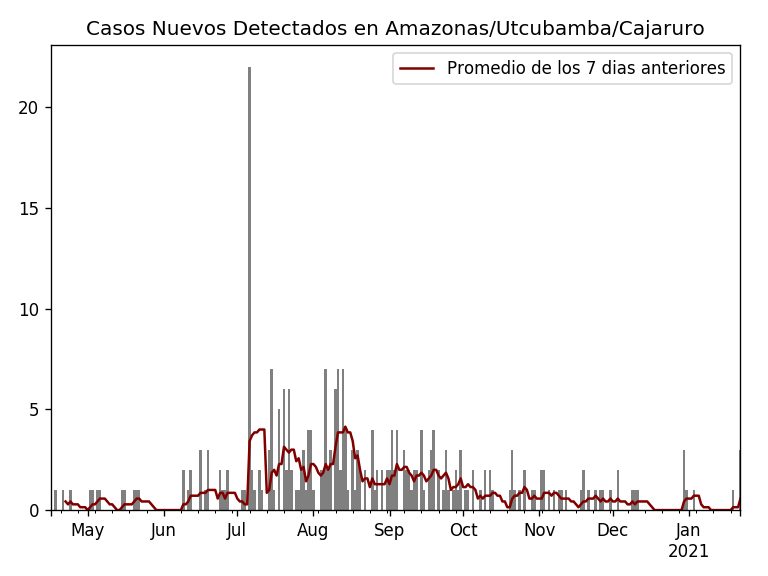 Casos Nuevos Detectados en Amazonas/Utcubamba/Cajaruro
Promedio de los 7 dias anteriores
20
15
10
5
0
May Jun Jul Aug Sep Oct Nov Dec Jan
2021